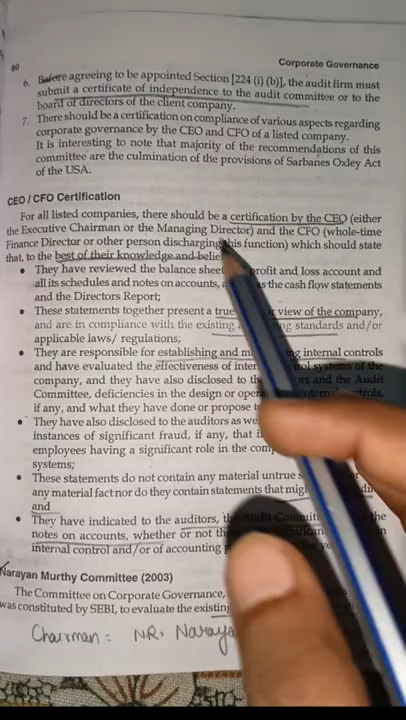 80
Corporate Governance
6. Before agreeing to be appointed Section [224 (i) (b)], the audit firm must
submit a certificate of independence to the audit committee or to the
board of directors of the client company.
7. There should be a certification on compliance of various aspects regarding
corporate governance by the CEO and CFO of a listed company.
It is interesting to note that majority of the recommendations of this
committee are the culmination of the provisions of Sarbanes Oxley Act
of the USA.
CEO / CFO Certification
For all listed companies, there should be a certification by the CEO (either
the Executive Chairman or the Managing Director) and the CFO (whole-time
Finance Director or other person discharging this function) which should state
that, to the best of their knowledge and belie
• They have reviewed the balance sheet profit and loss account and
all its schedules and notes on accounts, as the cash flow statements
and the Directors Report;
• These statements together present a true view of the company,
and are in compliance with the existing standards and/or
applicable laws/ regulations;
• They are responsible for establishing and internal controls
and have evaluated the effectiveness of systems of the
company, and they have also disclosed to the and the Audit
Committee, deficiencies in the design or
if any, and what they have done or propose
• They have also disclosed to the auditors as
instances of significant fraud, if any, that
employees having a significant role in the
systems;
• These statements do not contain any material untrue
any material fact nor do they contain statements that
and
• They have indicated to the auditors, the
notes on accounts, whether or not in
internal control and/or of accounting
Narayan Murthy Committee (2003)
The Committee on Corporate Governance,
was constituted by SEBI, to evaluate the existing
Chairman = N.R. Naraya